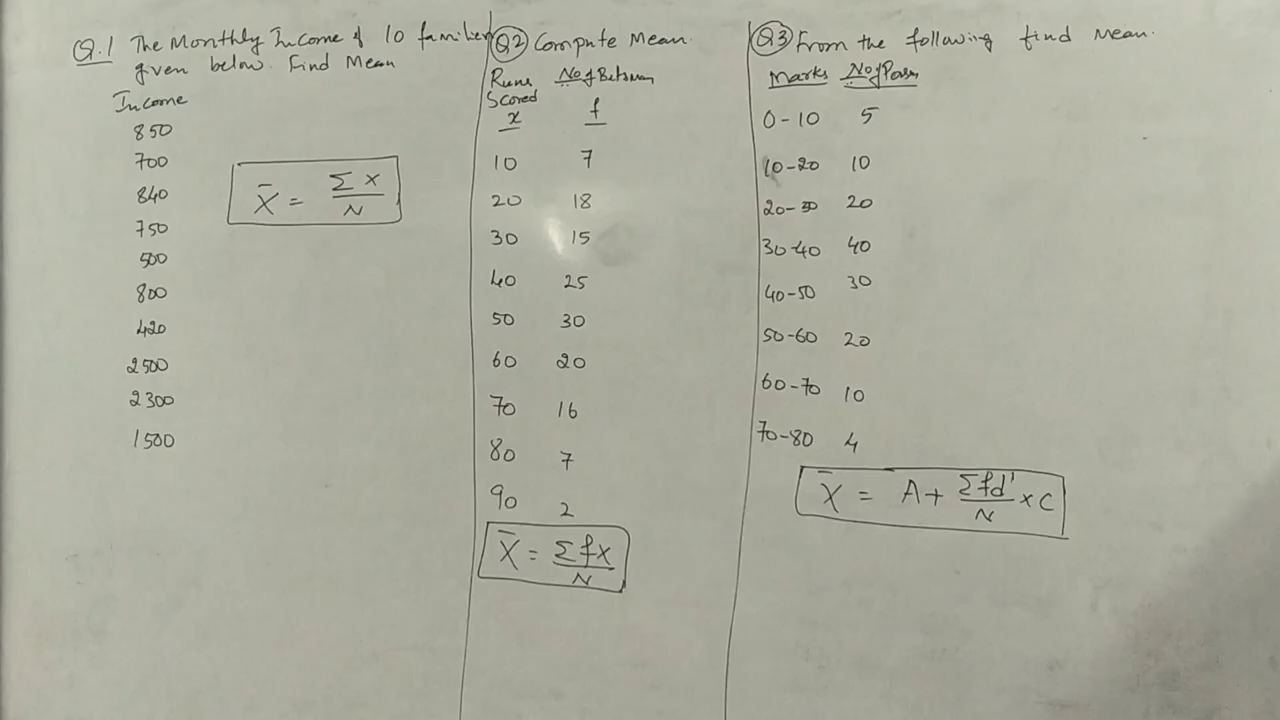 Q.1 The Monthly Income of 10 families
given below. Find Mean
Income
850
700
840
750
500
800
420
2500
2300
1500
X̄ = Σx/N
Q2 Compute Mean.
Runs Scored x No of Batsman f
10 7
20 18
30 15
40 25
50 30
60 20
70 16
80 7
90 2
X̄ = Σfx/N
Q3 From the following find Mean.
Marks No of
0-10 5
10-20 10
20-30 20
30-40 40
40-50 30
50-60 20
60-70 10
70-80 4
X̄ = A + Σfd'/N × C